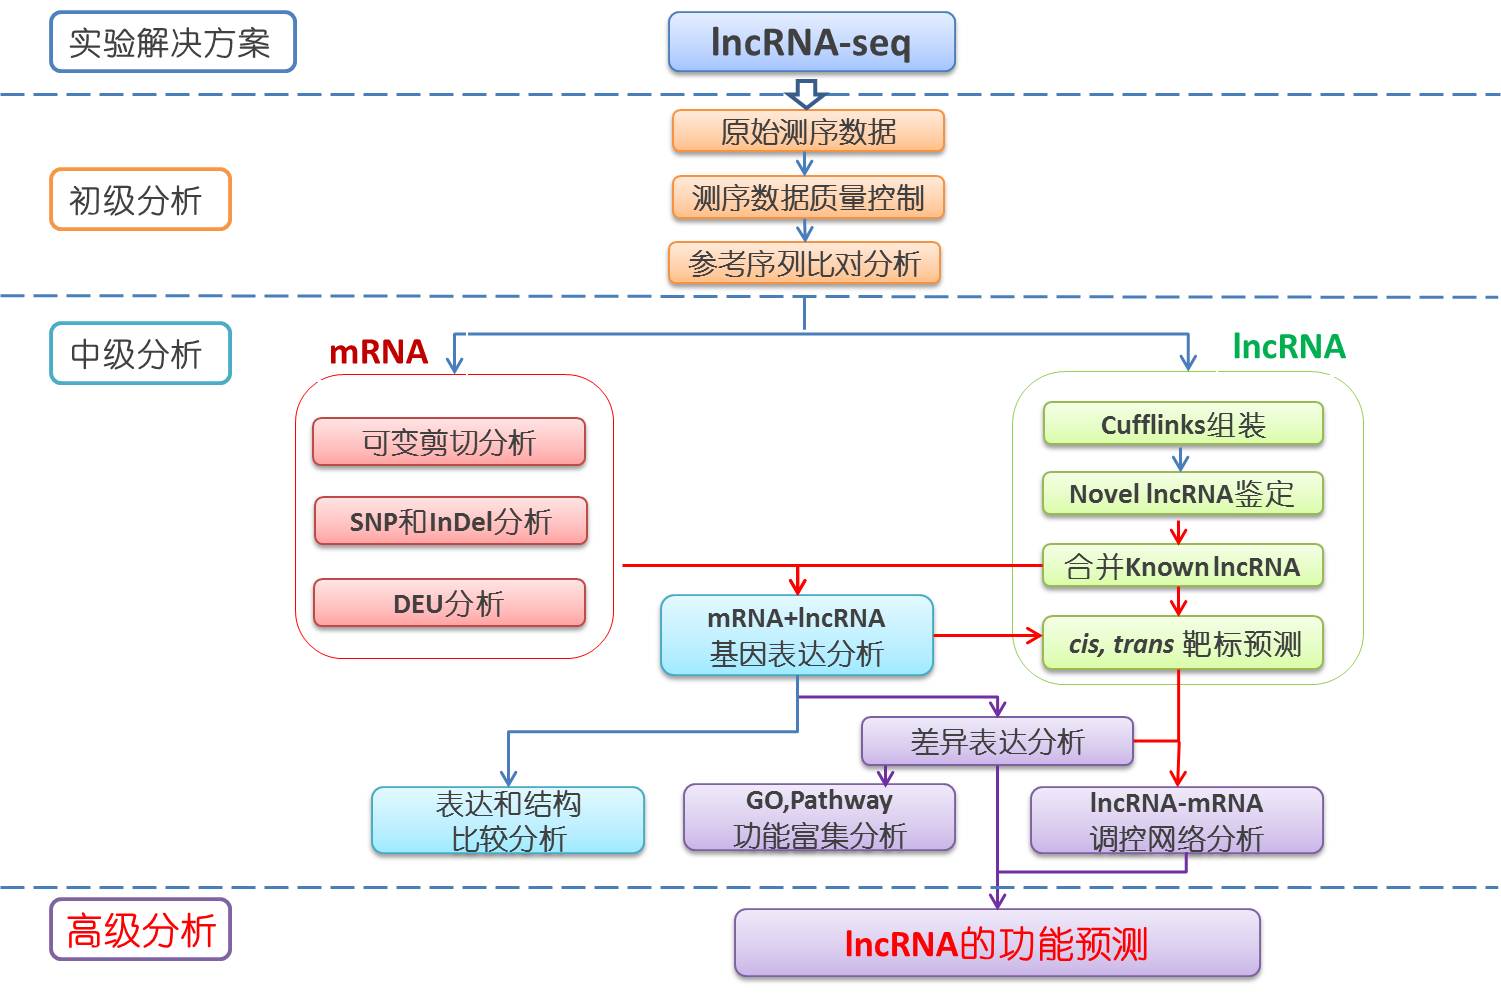 实验解决方案
lncRNA-seq
初级分析
原始测序数据
测序数据质量控制
参考序列比对分析
中级分析
mRNA
可变剪切分析
SNP和InDel分析
DEU分析
lncRNA
Cufflinks组装
Novel lncRNA鉴定
合并Known lncRNA
cis, trans 靶标预测
mRNA+lncRNA
基因表达分析
差异表达分析
表达和结构
比较分析
GO,Pathway
功能富集分析
lncRNA-mRNA
调控网络分析
高级分析
lncRNA的功能预测